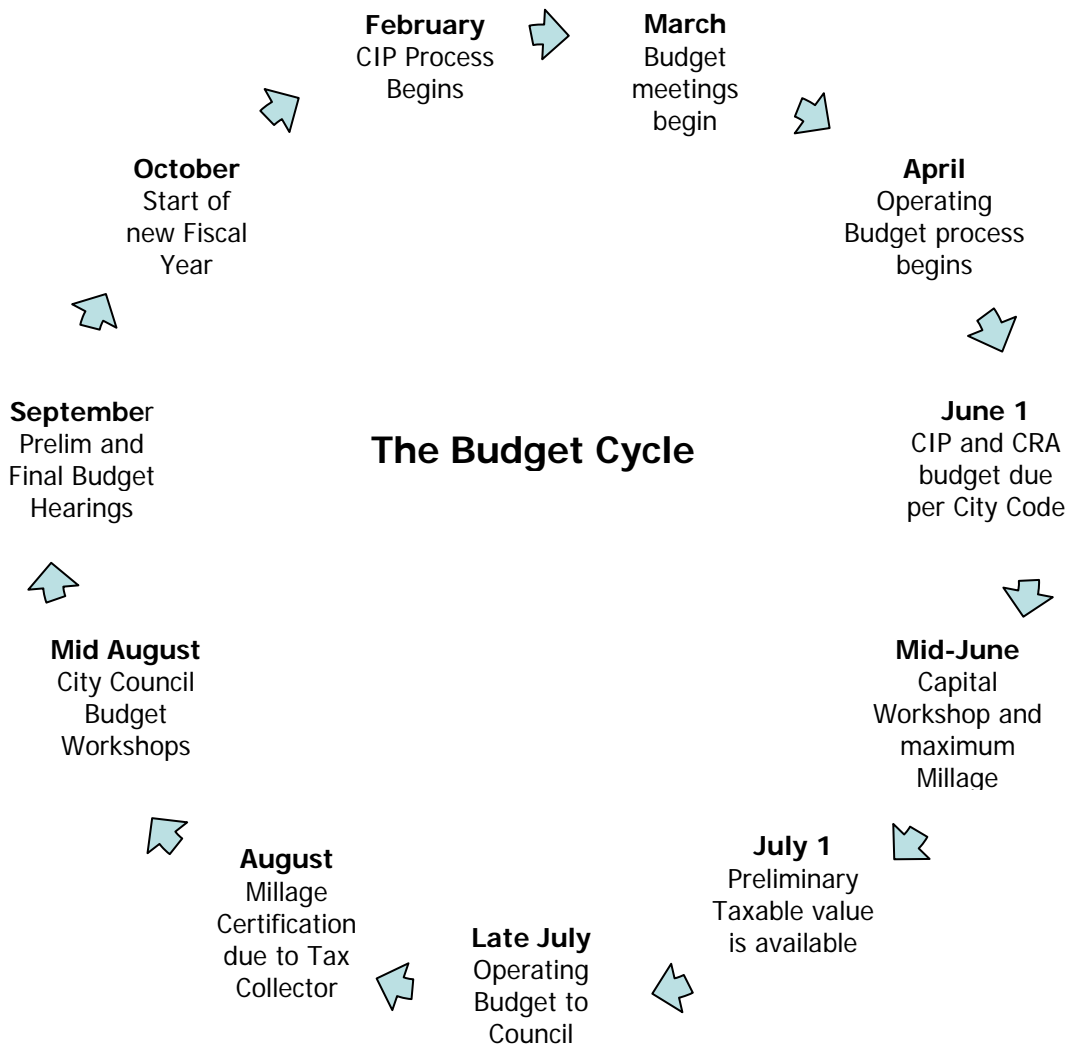 February
CIP Process
Begins
March
Budget
meetings
begin
April
Operating
Budget process
begins
June 1
CIP and CRA
budget due
per City Code
Mid-June
Capital
Workshop and
maximum
Millage
July 1
Preliminary
Taxable value
is available
Late July
Operating
Budget to
Council
August
Millage
Certification
due to Tax
Collector
Mid August
City Council
Budget
Workshops
September
Prelim and
Final Budget
Hearings
October
Start of
new Fiscal
Year
The Budget Cycle